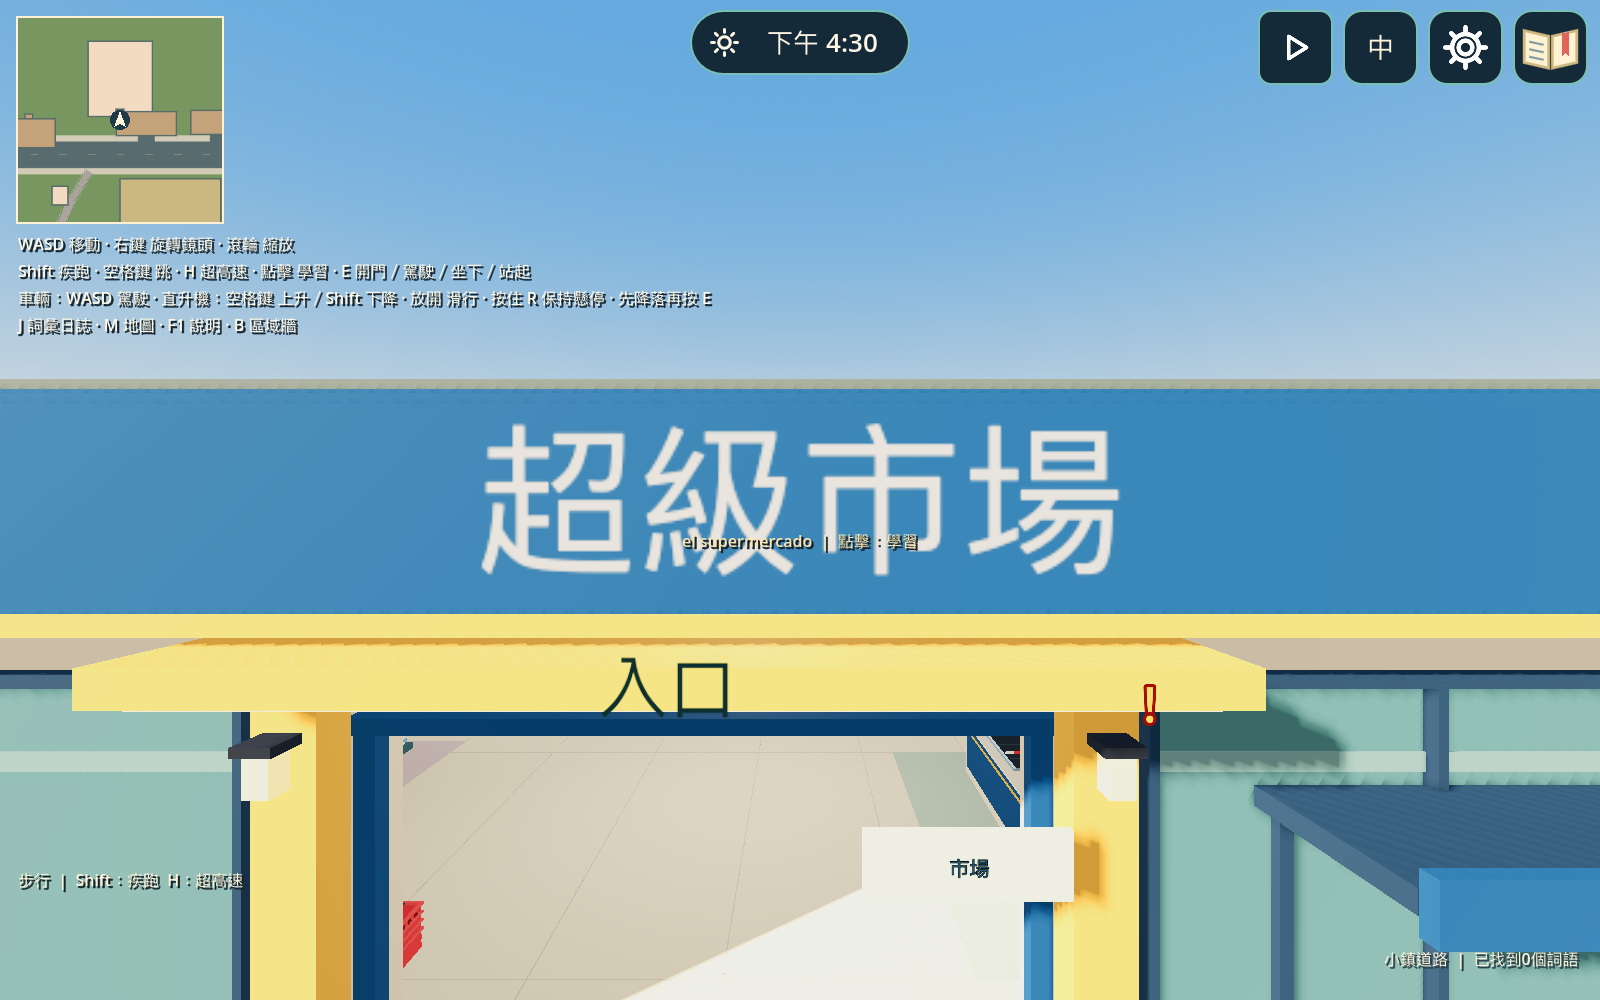 下午 4:30
中
WASD 移動 · 右鍵 旋轉鏡頭 · 滾輪 縮放
Shift 疾跑 · 空格鍵 跳 · H 超高速 · 點擊 學習 · E 開門 / 駕駛 / 坐下 / 站起
車輛：WASD 駕駛 · 直升機：空格鍵 上升 / Shift 下降 · 放開 滑行 · 按住 R 保持懸停 · 先降落再按 E
J 詞彙日誌 · M 地圖 · F1 說明 · B 區域牆
超級市場
el supermercado | 點擊：學習
入口
市場
步行 | Shift：疾跑 H：超高速
小鎮道路 | 已找到0個詞語